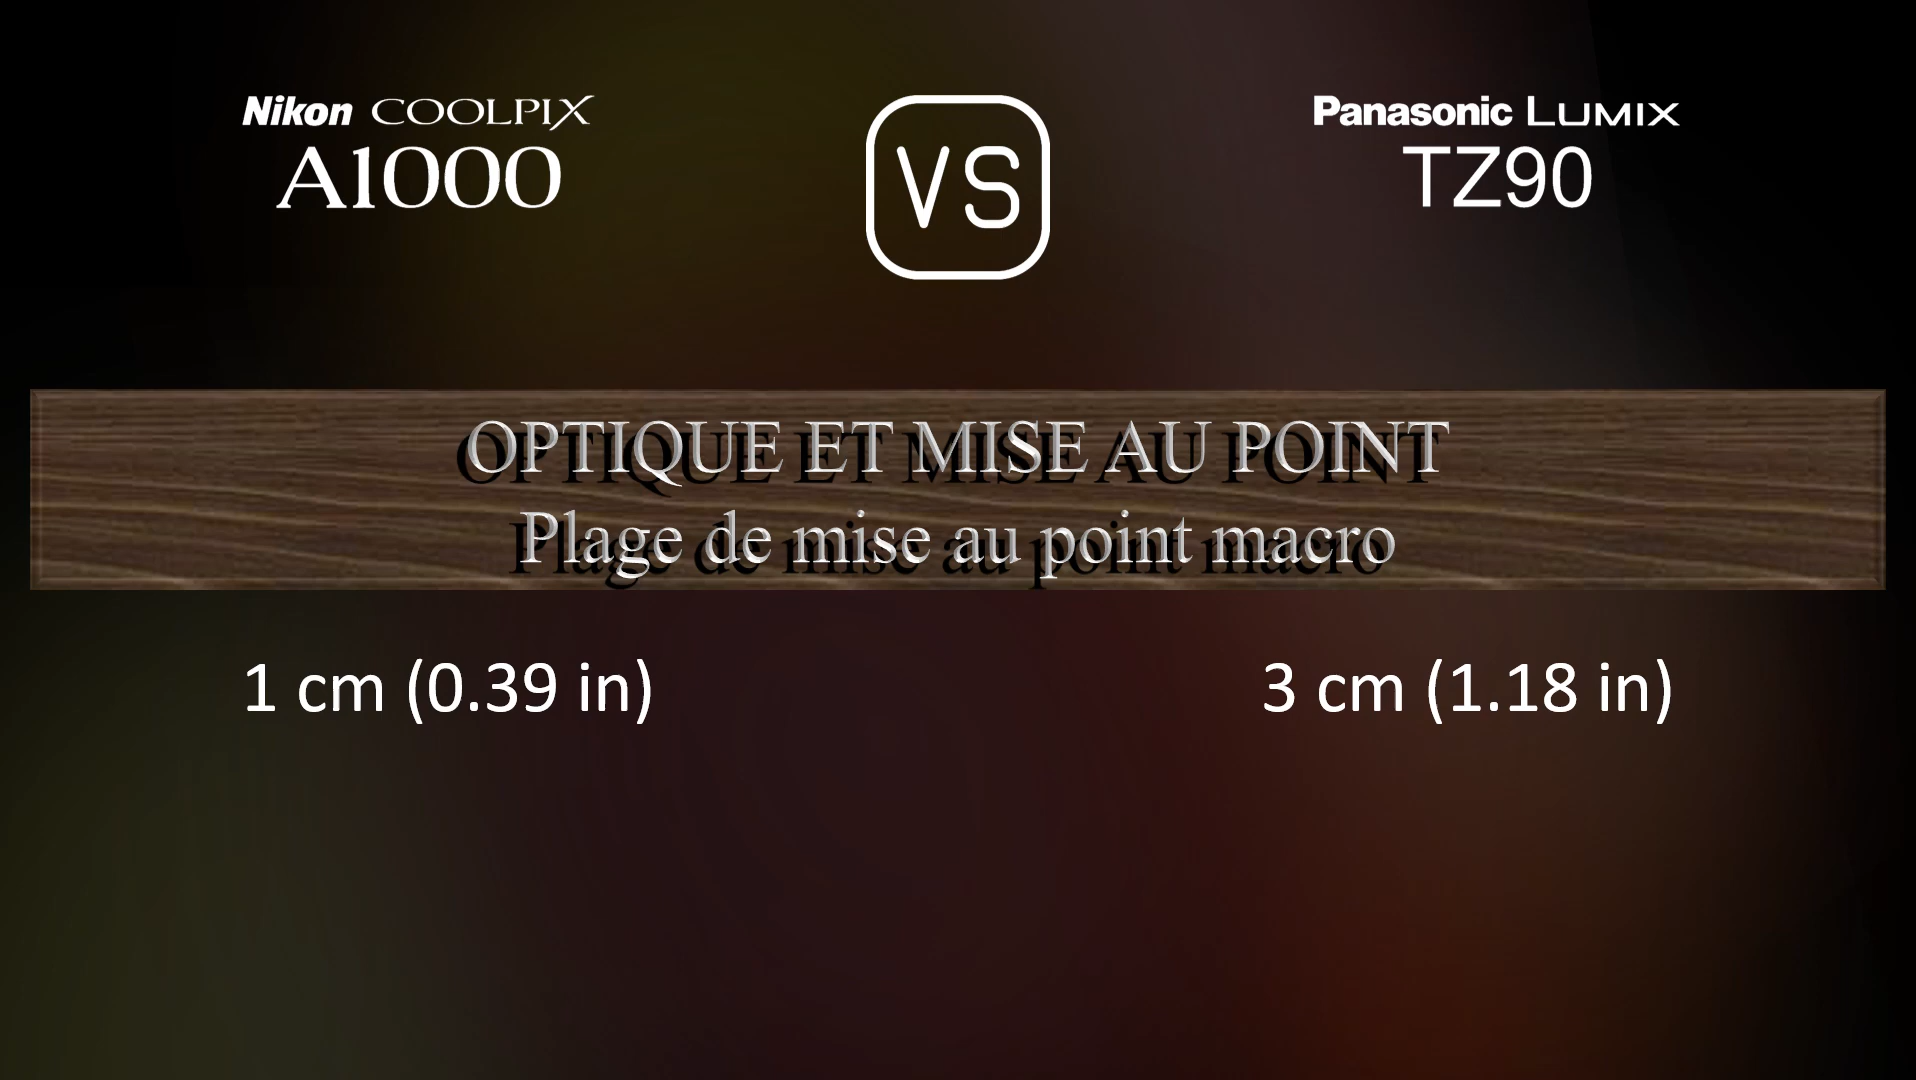 Nikon COOLPIX
A1000
VS
Panasonic LUMIX
TZ90
OPTIQUE ET MISE AU POINT
Plage de mise au point macro
1 cm (0.39 in)
3 cm (1.18 in)